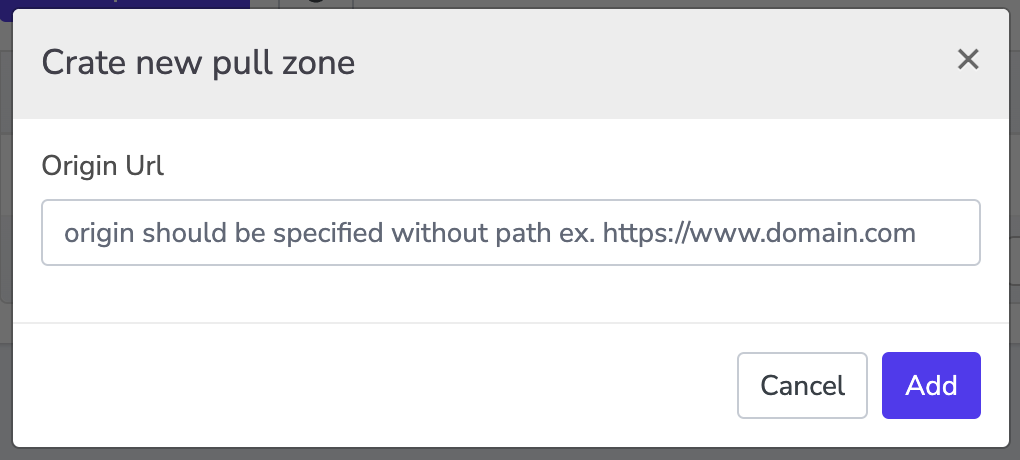 Crate new pull zone
Origin Url
origin should be specified without path ex. https://www.domain.com
Cancel
Add